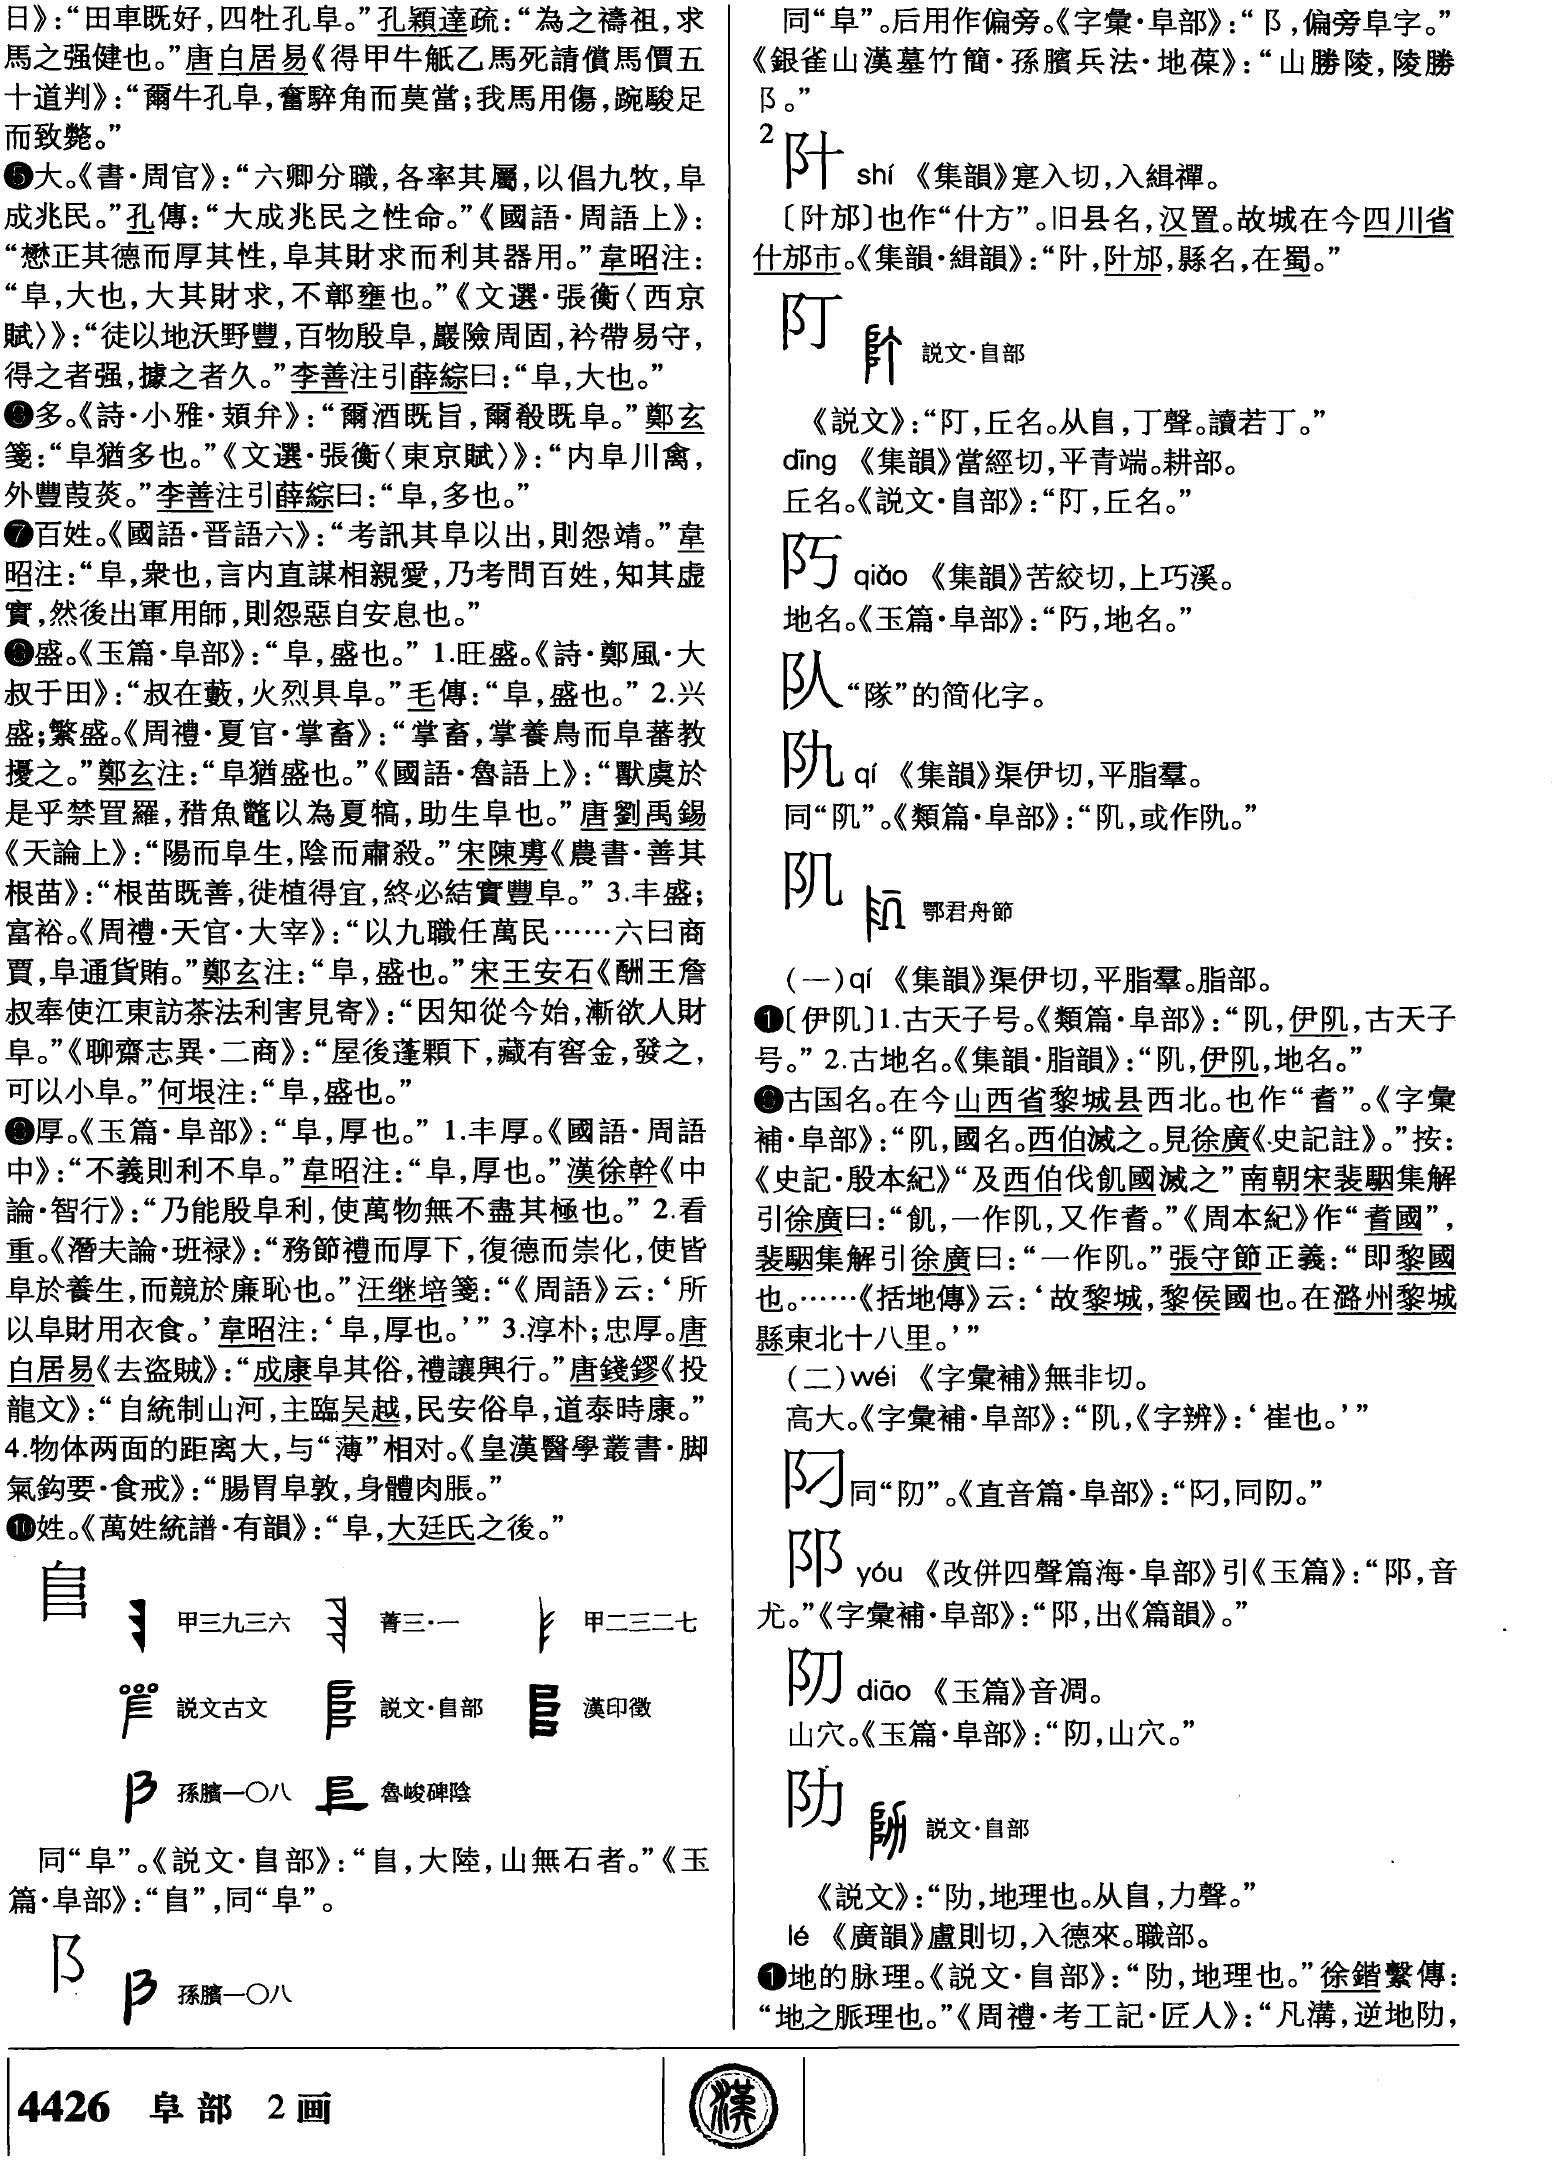 日》：“田車既好，四牡孔阜。”孔穎達疏：“為之禱祖，求
馬之强健也。”唐白居易《得甲牛觝乙馬死請償馬價五
十道判》：“爾牛孔阜，奮騂角而莫當；我馬用傷，踠駿足
而致斃。”
❺大。《書·周官》：“六卿分職，各率其屬，以倡九牧，阜
成兆民。”孔傳：“大成兆民之性命。”《國語·周語上》：
“懋正其德而厚其性，阜其財求而利其器用。”韋昭注：
“阜，大也，大其財求，不鄣壅也。”《文選·張衡〈西京
賦〉》：“徒以地沃野豐，百物殷阜，巖險周固，衿帶易守，
得之者强，據之者久。”李善注引薛綜曰：“阜，大也。”
❻多。《詩·小雅·頍弁》：“爾酒既旨，爾殽既阜。”鄭玄
箋：“阜猶多也。”《文選·張衡〈東京賦〉》：“内阜川禽，
外豐葭菼。”李善注引薛綜曰：“阜，多也。”
❼百姓。《國語·晋語六》：“考訊其阜以出，則怨靖。”韋
昭注：“阜，衆也，言内直謀相親愛，乃考問百姓，知其虚
實，然後出軍用師，則怨惡自安息也。”
❽盛。《玉篇·阜部》：“阜，盛也。” 1.旺盛。《詩·鄭風·大
叔于田》：“叔在藪，火烈具阜。”毛傳：“阜，盛也。” 2.兴
盛；繁盛。《周禮·夏官·掌畜》：“掌畜，掌養鳥而阜蕃教
擾之。”鄭玄注：“阜猶盛也。”《國語·魯語上》：“獸虞於
是乎禁罝羅，矠魚鼈以為夏犒，助生阜也。”唐劉禹錫
《天論上》：“陽而阜生，陰而肅殺。”宋陳旉《農書·善其
根苗》：“根苗既善，徙植得宜，終必結實豐阜。” 3.丰盛；
富裕。《周禮·天官·大宰》：“以九職任萬民……六曰商
賈，阜通貨賄。”鄭玄注：“阜，盛也。”宋王安石《酬王詹
叔奉使江東訪茶法利害見寄》：“因知從今始，漸欲人財
阜。”《聊齋志異·二商》：“屋後蓬顆下，藏有窖金，發之，
可以小阜。”何垠注：“阜，盛也。”
❾厚。《玉篇·阜部》：“阜，厚也。” 1.丰厚。《國語·周語
中》：“不義則利不阜。”韋昭注：“阜，厚也。”漢徐幹《中
論·智行》：“乃能殷阜利，使萬物無不盡其極也。” 2.看
重。《潛夫論·班禄》：“務節禮而厚下，復德而崇化，使皆
阜於養生，而競於廉恥也。”汪继培箋：“《周語》云：‘所
以阜財用衣食。’韋昭注：‘阜，厚也。’” 3.淳朴；忠厚。唐
白居易《去盗賊》：“成康阜其俗，禮讓興行。”唐錢鏐《投
龍文》：“自統制山河，主臨吴越，民安俗阜，道泰時康。”
4.物体两面的距离大，与“薄”相对。《皇漢醫學叢書·脚
氣鈎要·食戒》：“腸胃阜敦，身體肉脹。”
❿姓。《萬姓統譜·有韻》：“阜，大廷氏之後。”
𨸏
甲三九三六 菁三·一 甲二三二七
説文古文 説文·𨸏部 漢印徵
孫臏一〇八 魯峻碑陰
同“阜”。《説文·𨸏部》：“𨸏，大陸，山無石者。”《玉
篇·阜部》：“𨸏”，同“阜”。
阝
孫臏一〇八
同“阜”。后用作偏旁。《字彙·阜部》：“阝，偏旁阜字。”
《銀雀山漢墓竹簡·孫臏兵法·地葆》：“山勝陵，陵勝
阝。”
2
阩 shí 《集韻》寔入切，入緝禪。
〔阩邡〕也作“什方”。旧县名，汉置。故城在今四川省
什邡市。《集韻·緝韻》：“阩，阩邡，縣名，在蜀。”
阧
説文·𨸏部
《説文》：“阧，丘名。从𨸏，丁聲。讀若丁。”
dīng 《集韻》當經切，平青端。耕部。
丘名。《説文·𨸏部》：“阧，丘名。”
阣 qiǎo 《集韻》苦絞切，上巧溪。
地名。《玉篇·阜部》：“阣，地名。”
队 “隊”的简化字。
阤 qí 《集韻》渠伊切，平脂羣。
同“阢”。《類篇·阜部》：“阢，或作阤。”
阢
鄂君舟節
（一）qí 《集韻》渠伊切，平脂羣。脂部。
❶〔伊阢〕1.古天子号。《類篇·阜部》：“阢，伊阢，古天子
号。” 2.古地名。《集韻·脂韻》：“阢，伊阢，地名。”
❷古国名。在今山西省黎城县西北。也作“耆”。《字彙
補·阜部》：“阢，國名。西伯滅之。見徐廣《史記註》。”按：
《史記·殷本紀》“及西伯伐飢國滅之”南朝宋裴駰集解
引徐廣曰：“飢，一作阢，又作耆。”《周本紀》作“耆國”，
裴駰集解引徐廣曰：“一作阢。”張守節正義：“即黎國
也。……《括地傳》云：‘故黎城，黎侯國也。在潞州黎城
縣東北十八里。’”
（二）wéi 《字彙補》無非切。
高大。《字彙補·阜部》：“阢，《字辨》：‘崔也。’”
同“阞”。《直音篇·阜部》：“
yóu 《改併四聲篇海·阜部》引《玉篇》：“
尤。”《字彙補·阜部》：“
diāo 《玉篇》音凋。
山穴。《玉篇·阜部》：“
阞
説文·𨸏部
《説文》：“阞，地理也。从𨸏，力聲。”
lé 《廣韻》盧則切，入德來。職部。
❶地的脉理。《説文·𨸏部》：“阞，地理也。”徐鍇繫傳：
“地之脈理也。”《周禮·考工記·匠人》：“凡溝，逆地阞，
4426 阜部 2画
漢